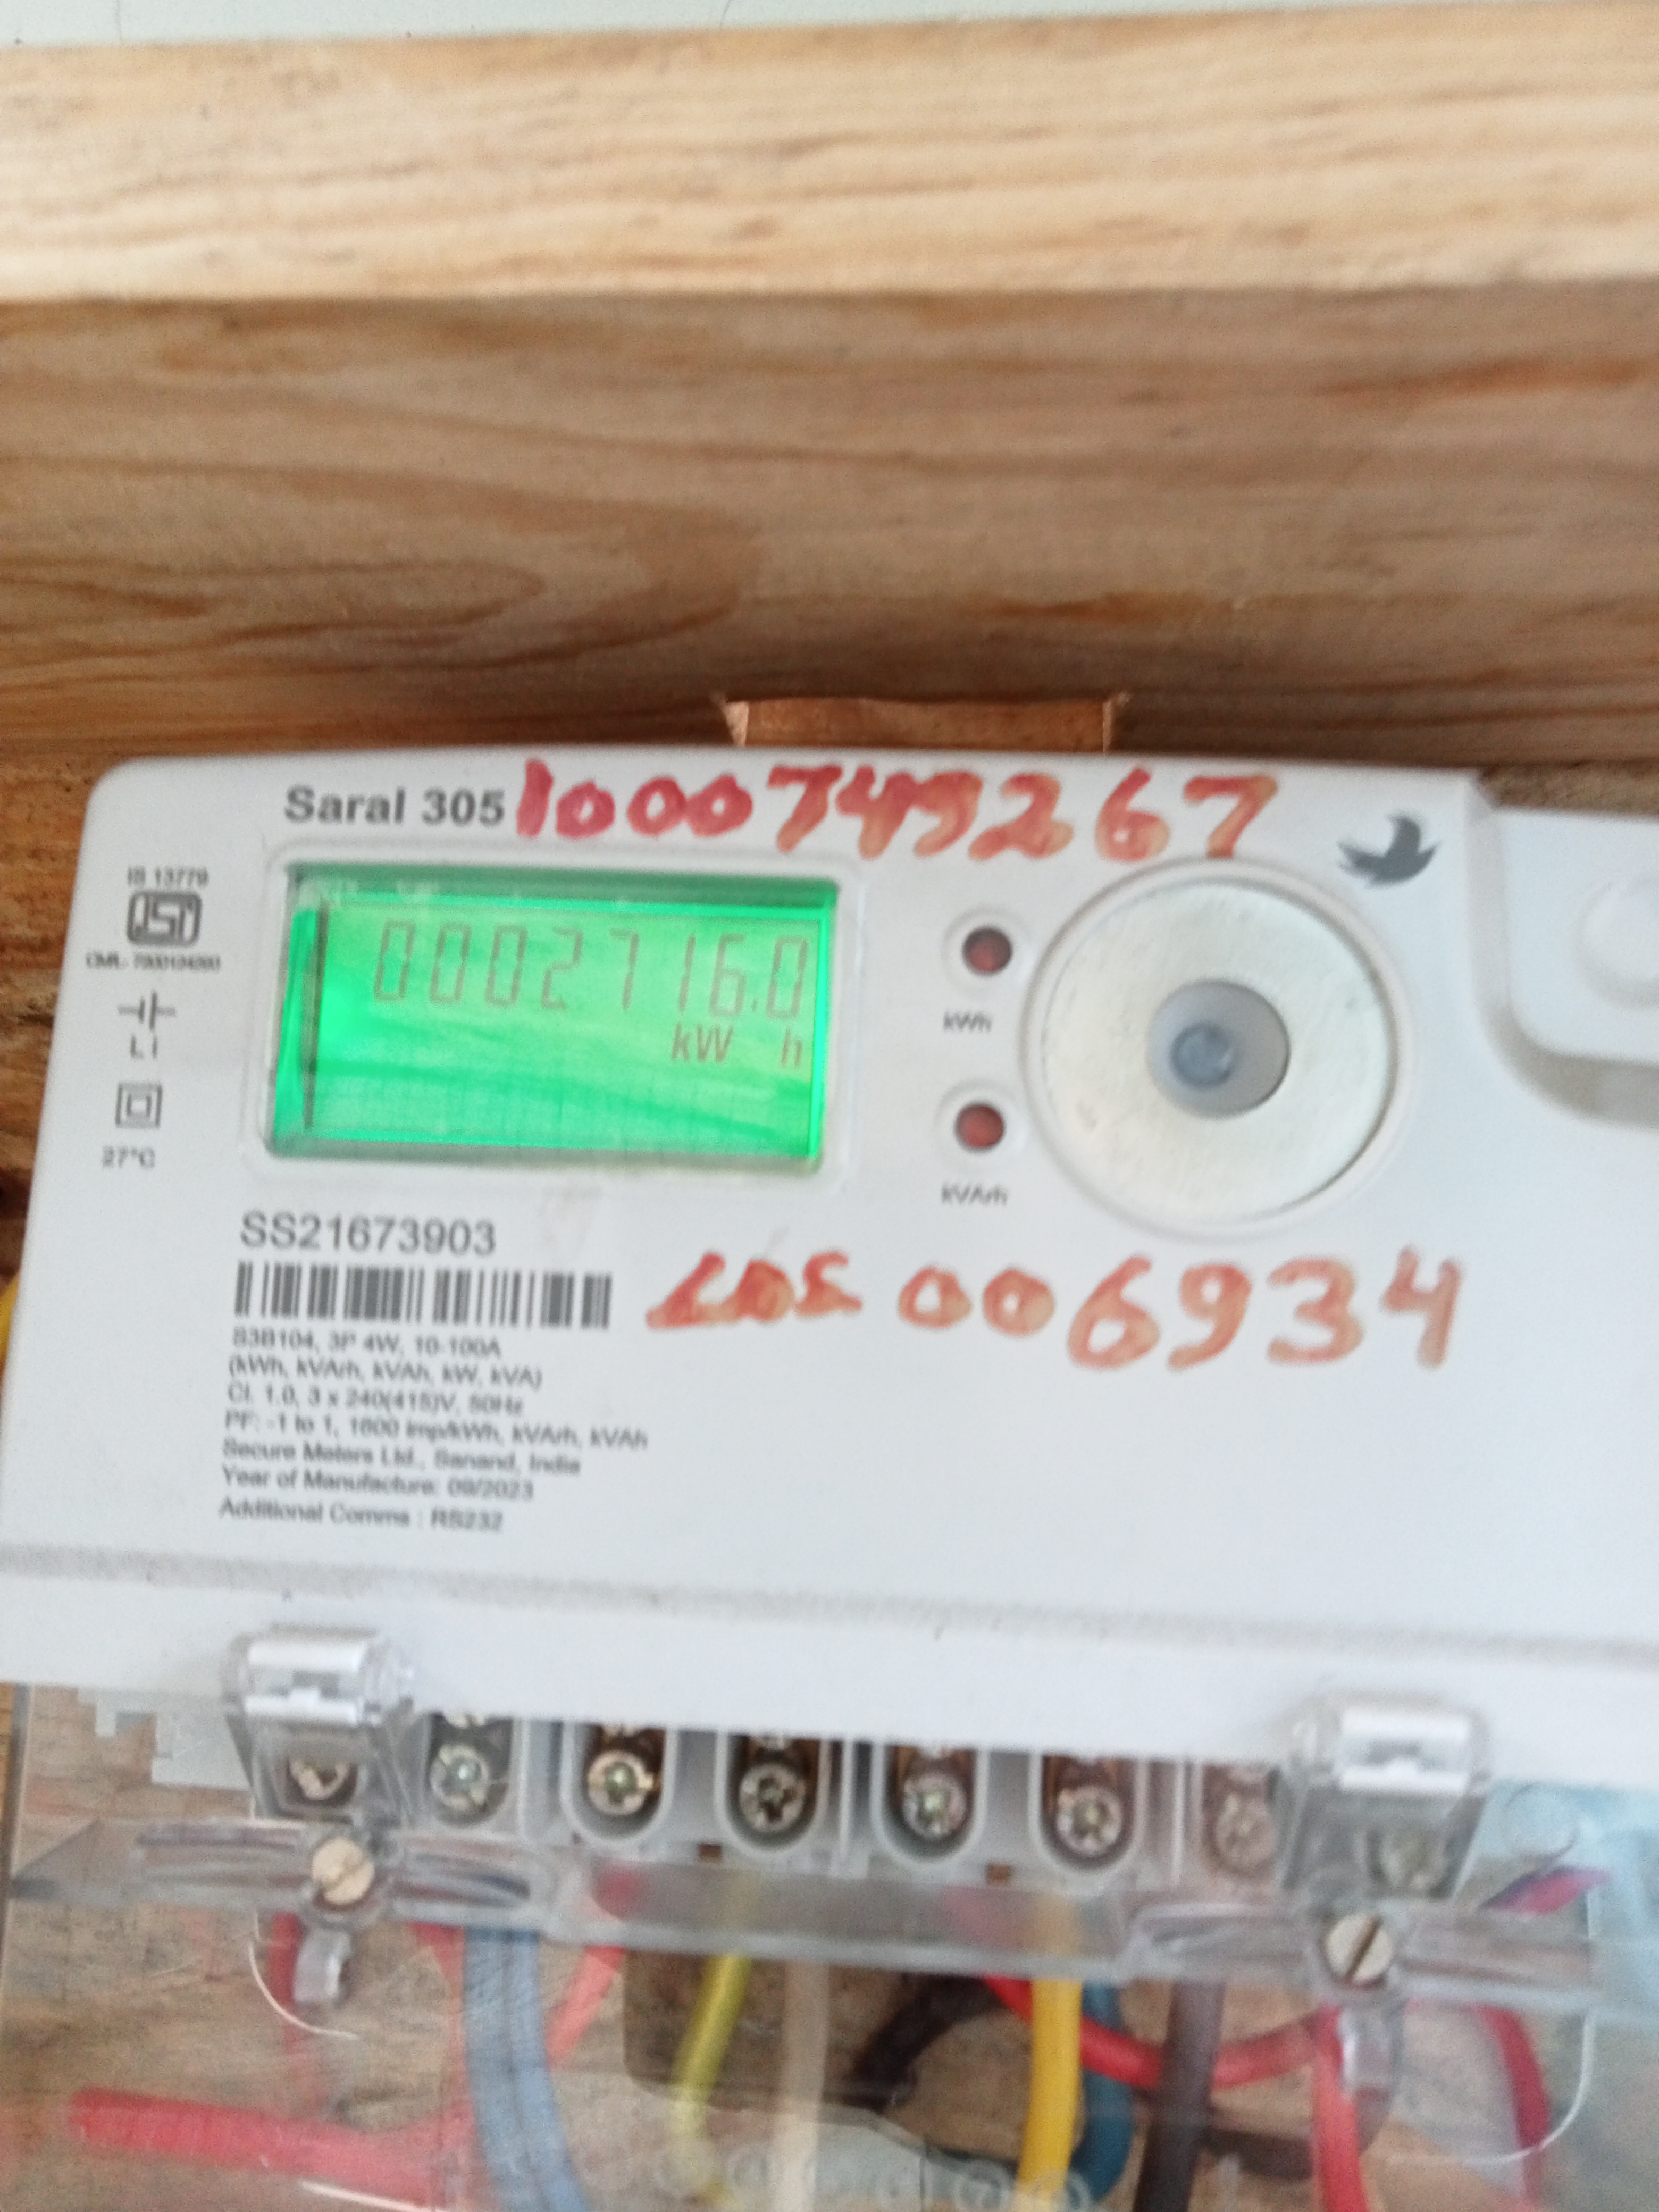 Saral 305
1000749267
IS 13779
ISI
0002716.0
kW h
kWh
27°C
kVArh
SS21673903
LDS 006934
S3B104, 3P 4W, 10-100A
(kWh, kVArh, kVAh, kW, kVA)
Cl. 1.0, 3 x 240(415)V, 50Hz
PF: -1 to 1, 1600 imp/kWh, kVArh, kVAh
Secure Meters Ltd., Sanand, India
Year of Manufacture: 09/2023
Additional Comms : RS232